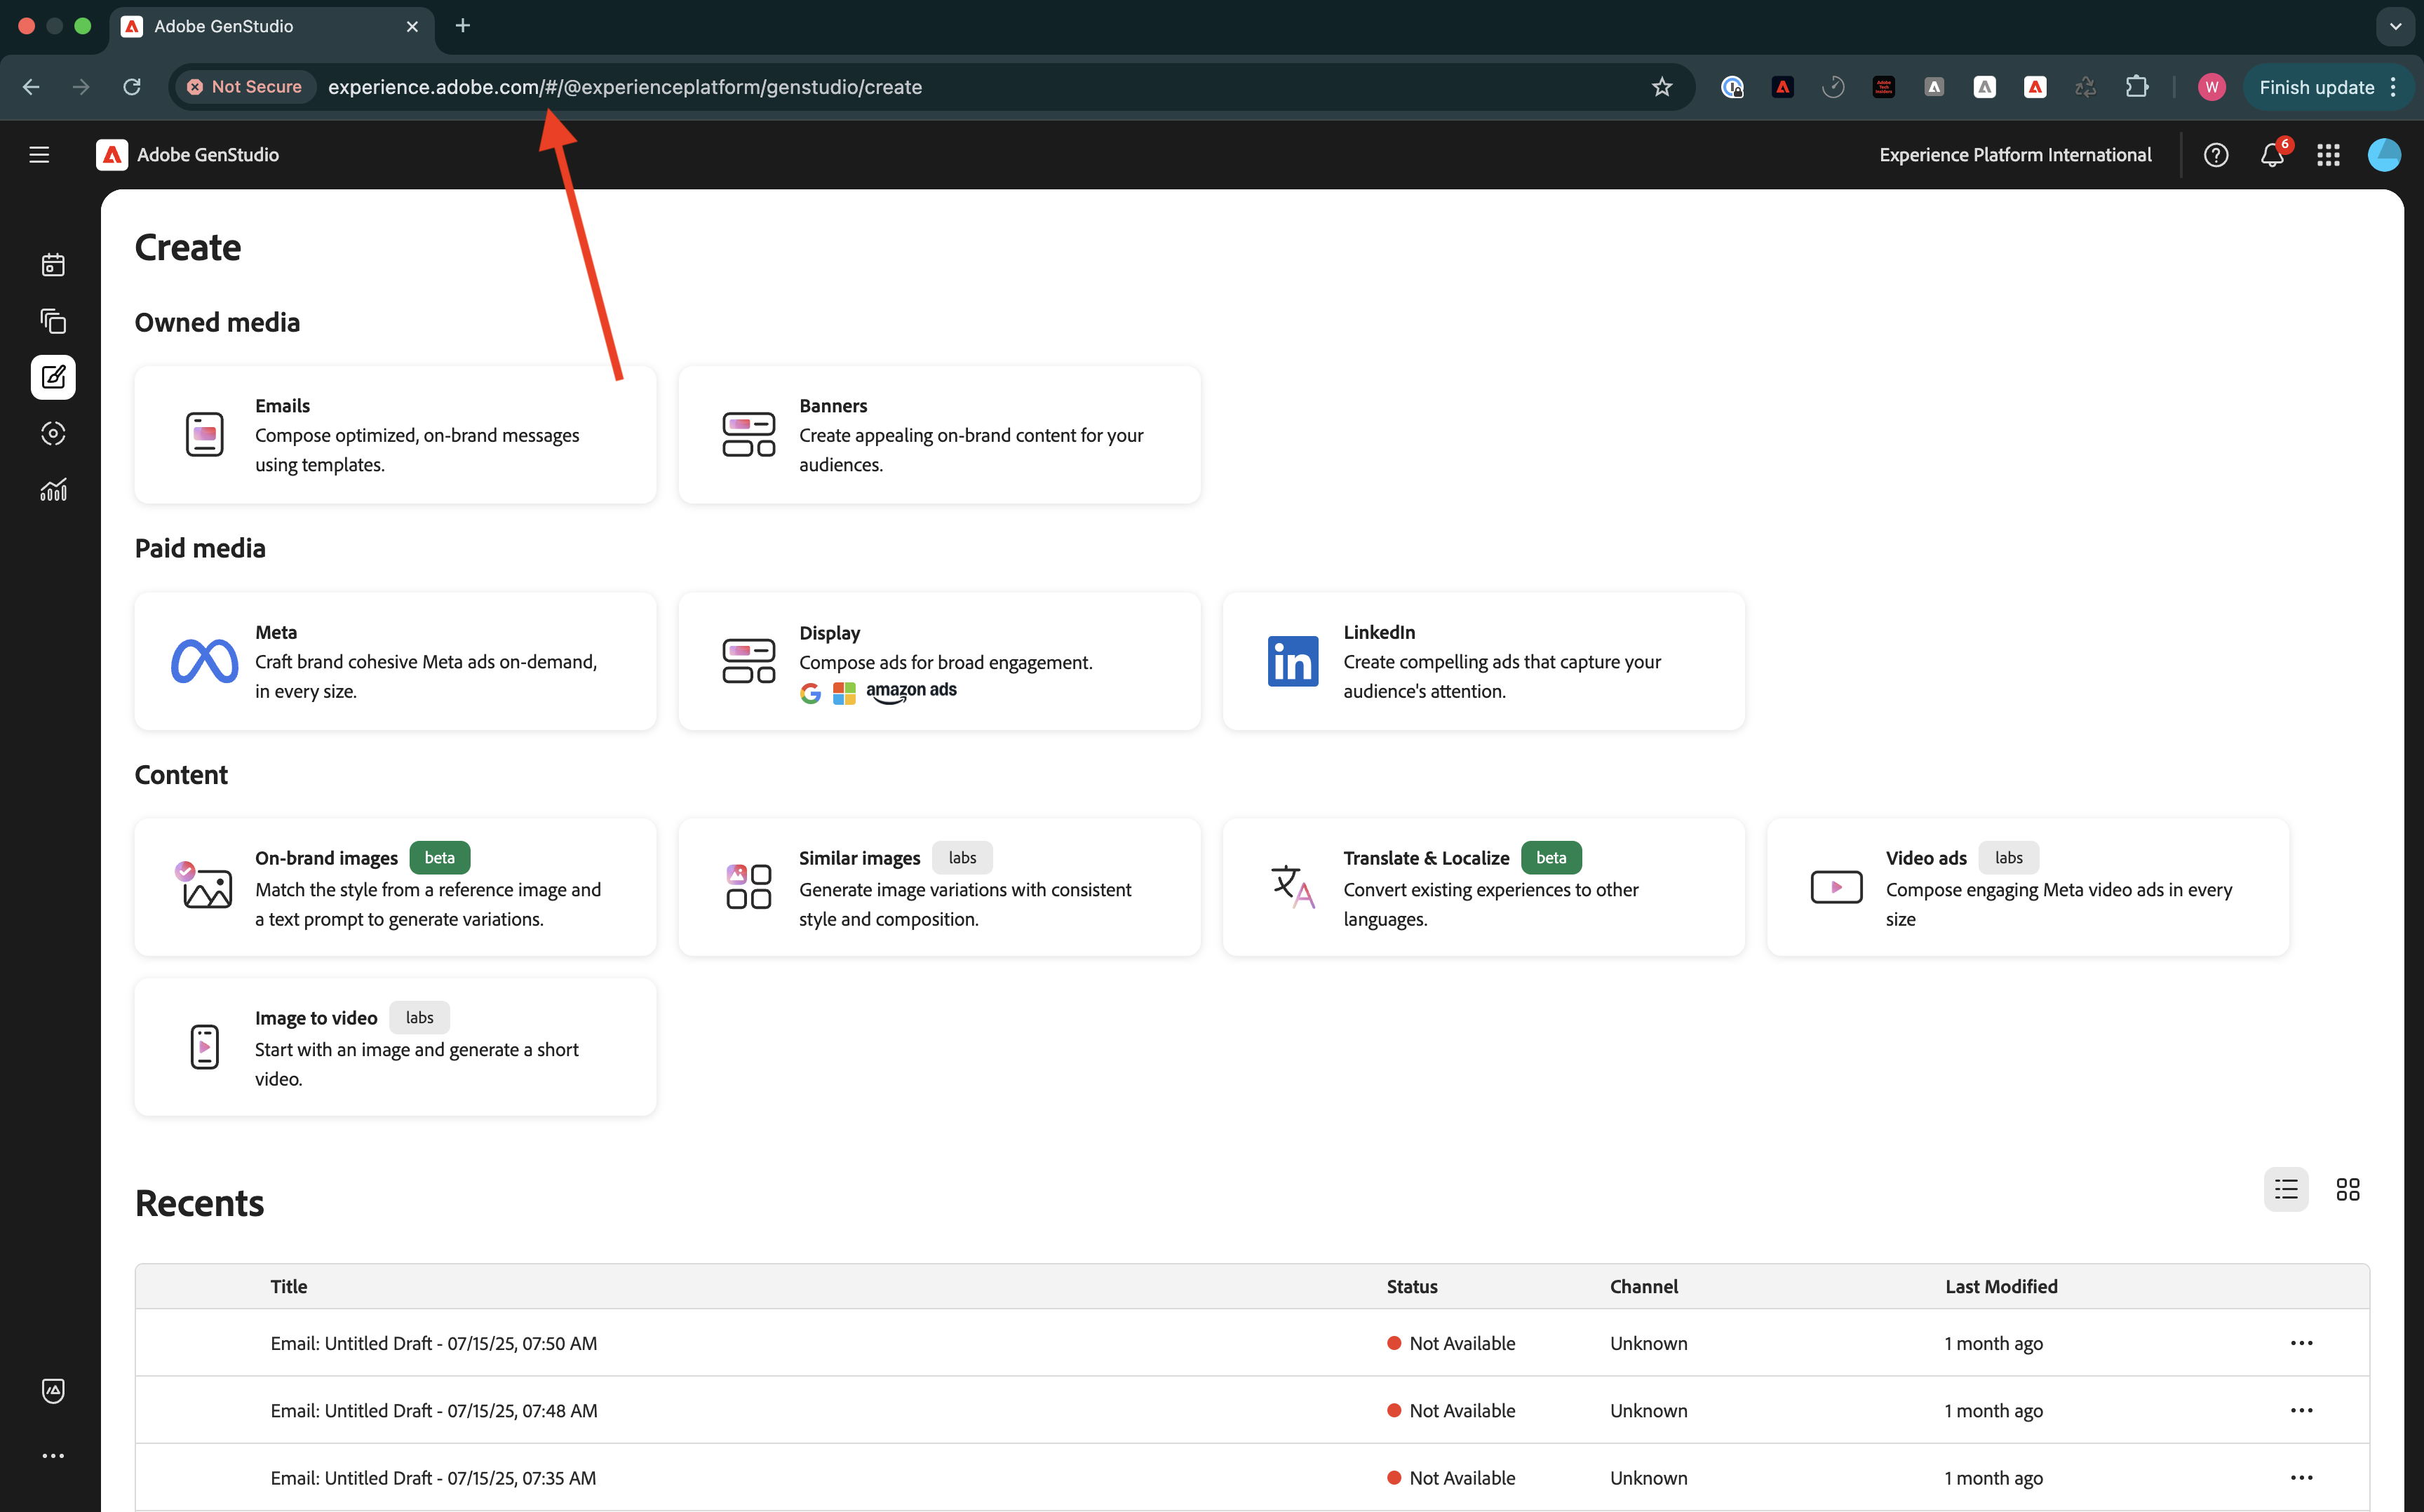 Adobe GenStudio
Not Secure
experience.adobe.com/#/@experienceplatform/genstudio/create
W
Finish update
Adobe GenStudio
Experience Platform International
6
Create
Owned media
Emails
Compose optimized, on-brand messages
using templates.
Banners
Create appealing on-brand content for your
audiences.
Paid media
Meta
Craft brand cohesive Meta ads on-demand,
in every size.
Display
Compose ads for broad engagement.
amazon ads
LinkedIn
Create compelling ads that capture your
audience's attention.
in
Content
On-brand images beta
Match the style from a reference image and
a text prompt to generate variations.
Similar images labs
Generate image variations with consistent
style and composition.
Translate & Localize beta
Convert existing experiences to other
languages.
Video ads labs
Compose engaging Meta video ads in every
size
Image to video labs
Start with an image and generate a short
video.
Recents
Title Status Channel Last Modified
Email: Untitled Draft - 07/15/25, 07:50 AM Not Available Unknown 1 month ago
Email: Untitled Draft - 07/15/25, 07:48 AM Not Available Unknown 1 month ago
Email: Untitled Draft - 07/15/25, 07:35 AM Not Available Unknown 1 month ago